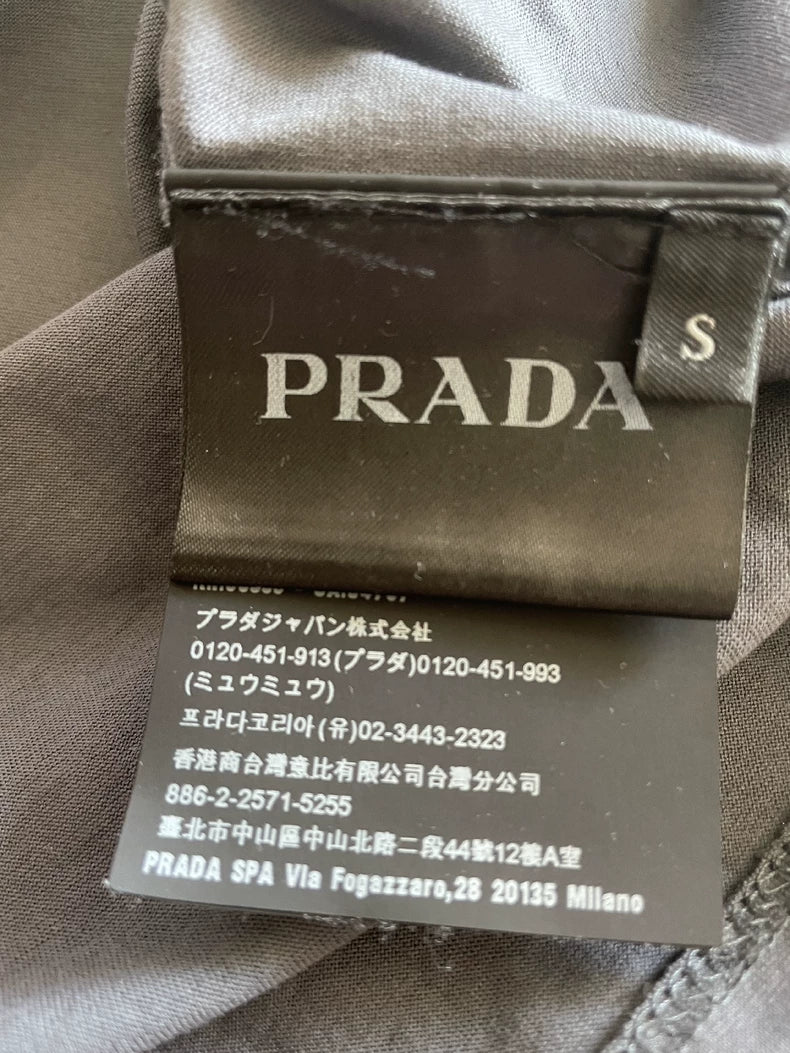 PRADA
S
プラダジャパン株式会社
0120-451-913(プラダ)0120-451-993
(ミュウミュウ)
프라다코리아(유)02-3443-2323
香港商台灣意比有限公司台灣分公司
886-2-2571-5255
臺北市中山區中山北路二段44號12樓A室
PRADA SPA Via Fogazzaro,28 20135 Milano